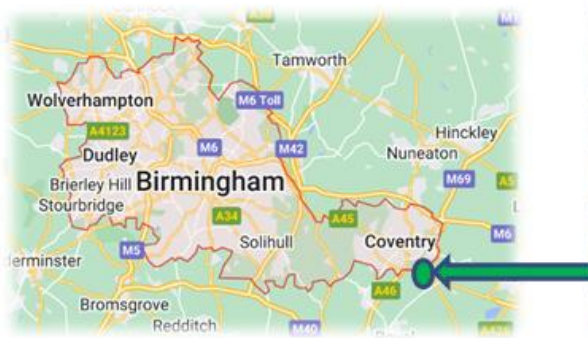 Tamworth
Wolverhampton
M6 Toll
A4123
Hinckley
M6
M42
Nuneaton
Dudley
M69
Brierley Hill
Birmingham
Stourbridge
A34
A45
Solihull
Coventry
M6
M5
A46
Bromsgrove
Redditch
M40